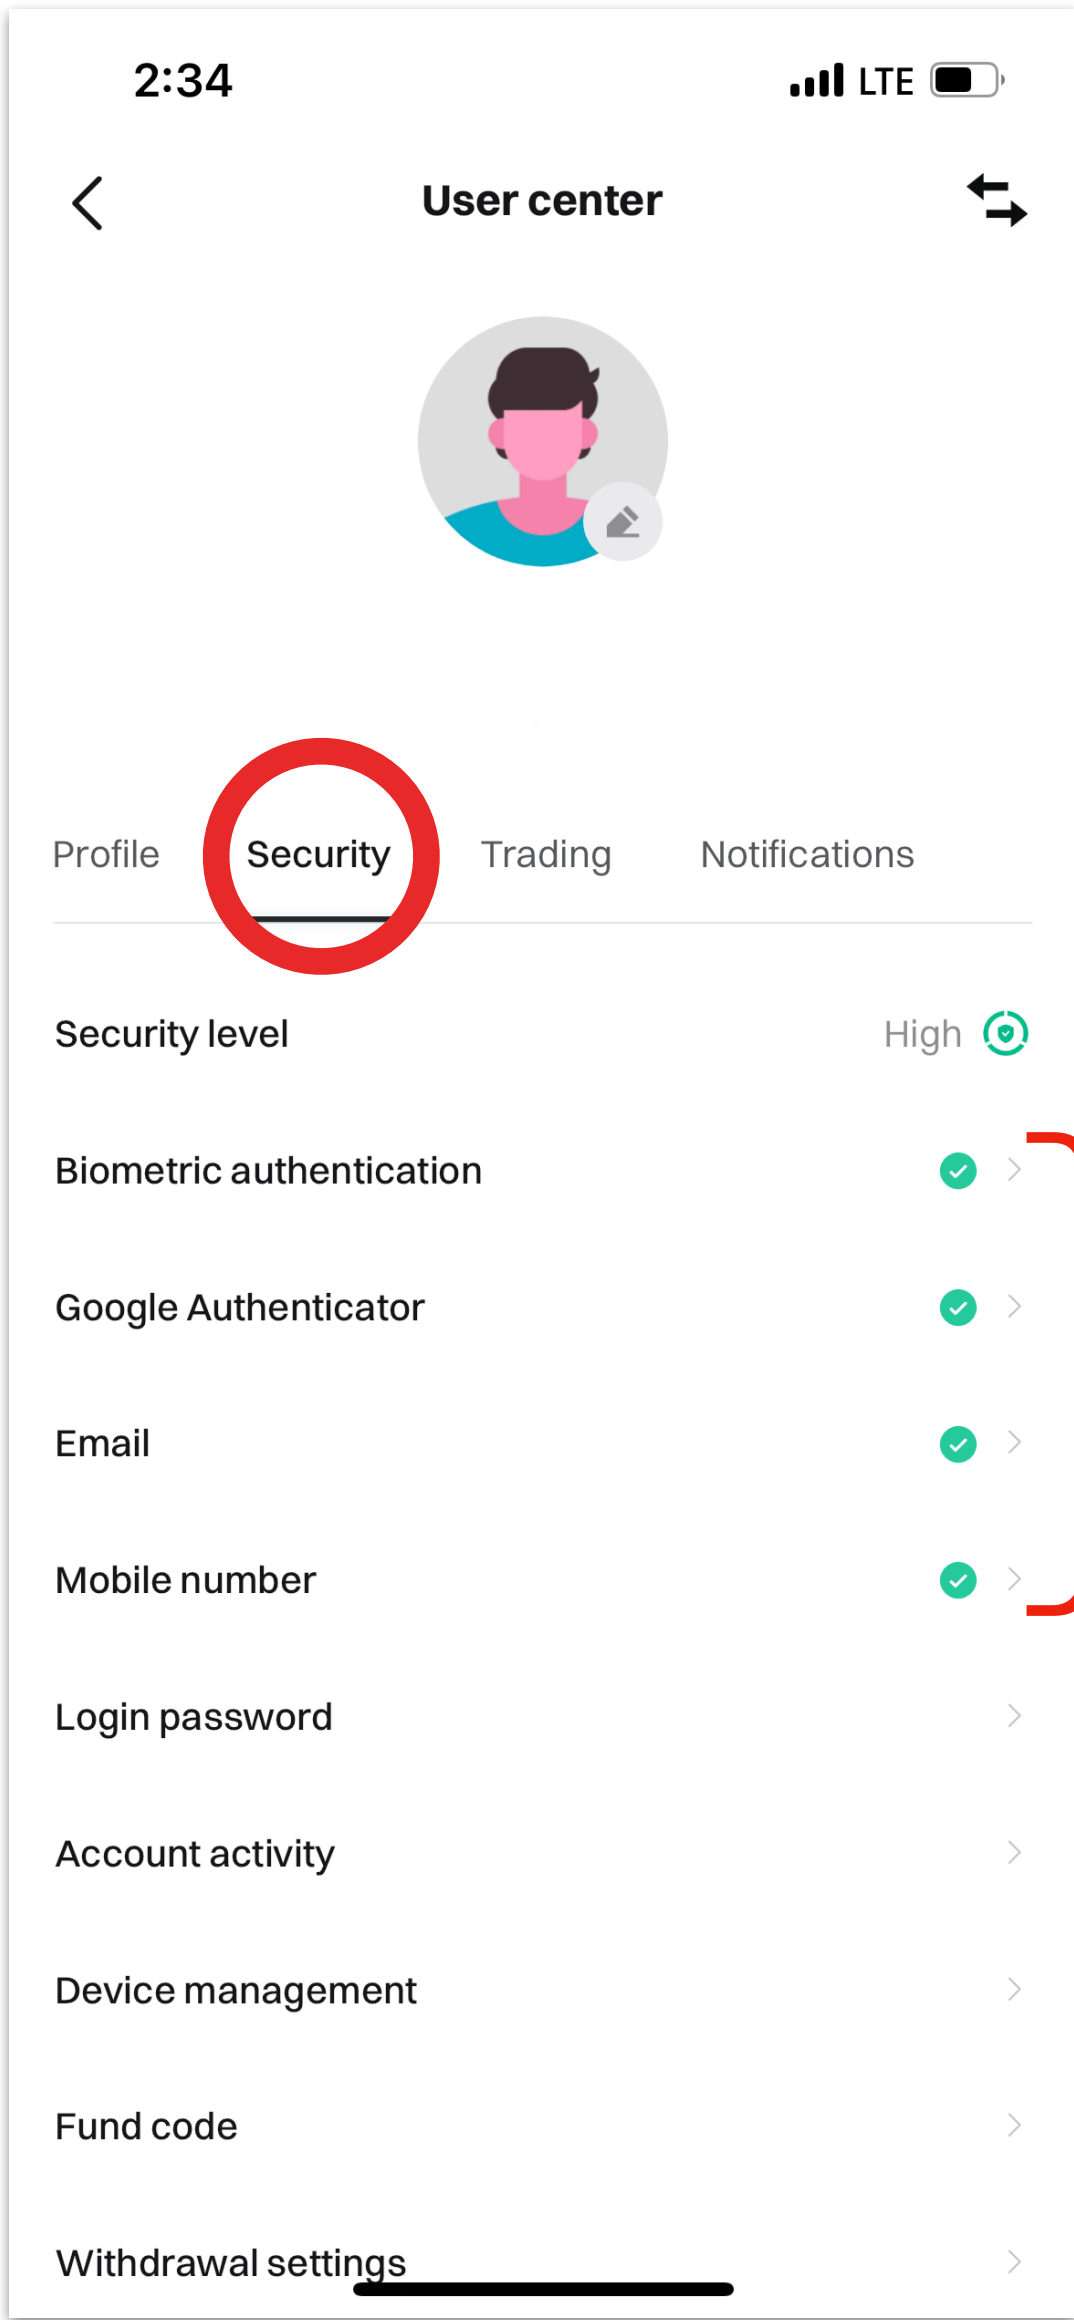 2:34 LTE
User center
Profile Security Trading Notifications
Security level High
Biometric authentication
Google Authenticator
Email
Mobile number
Login password
Account activity
Device management
Fund code
Withdrawal settings